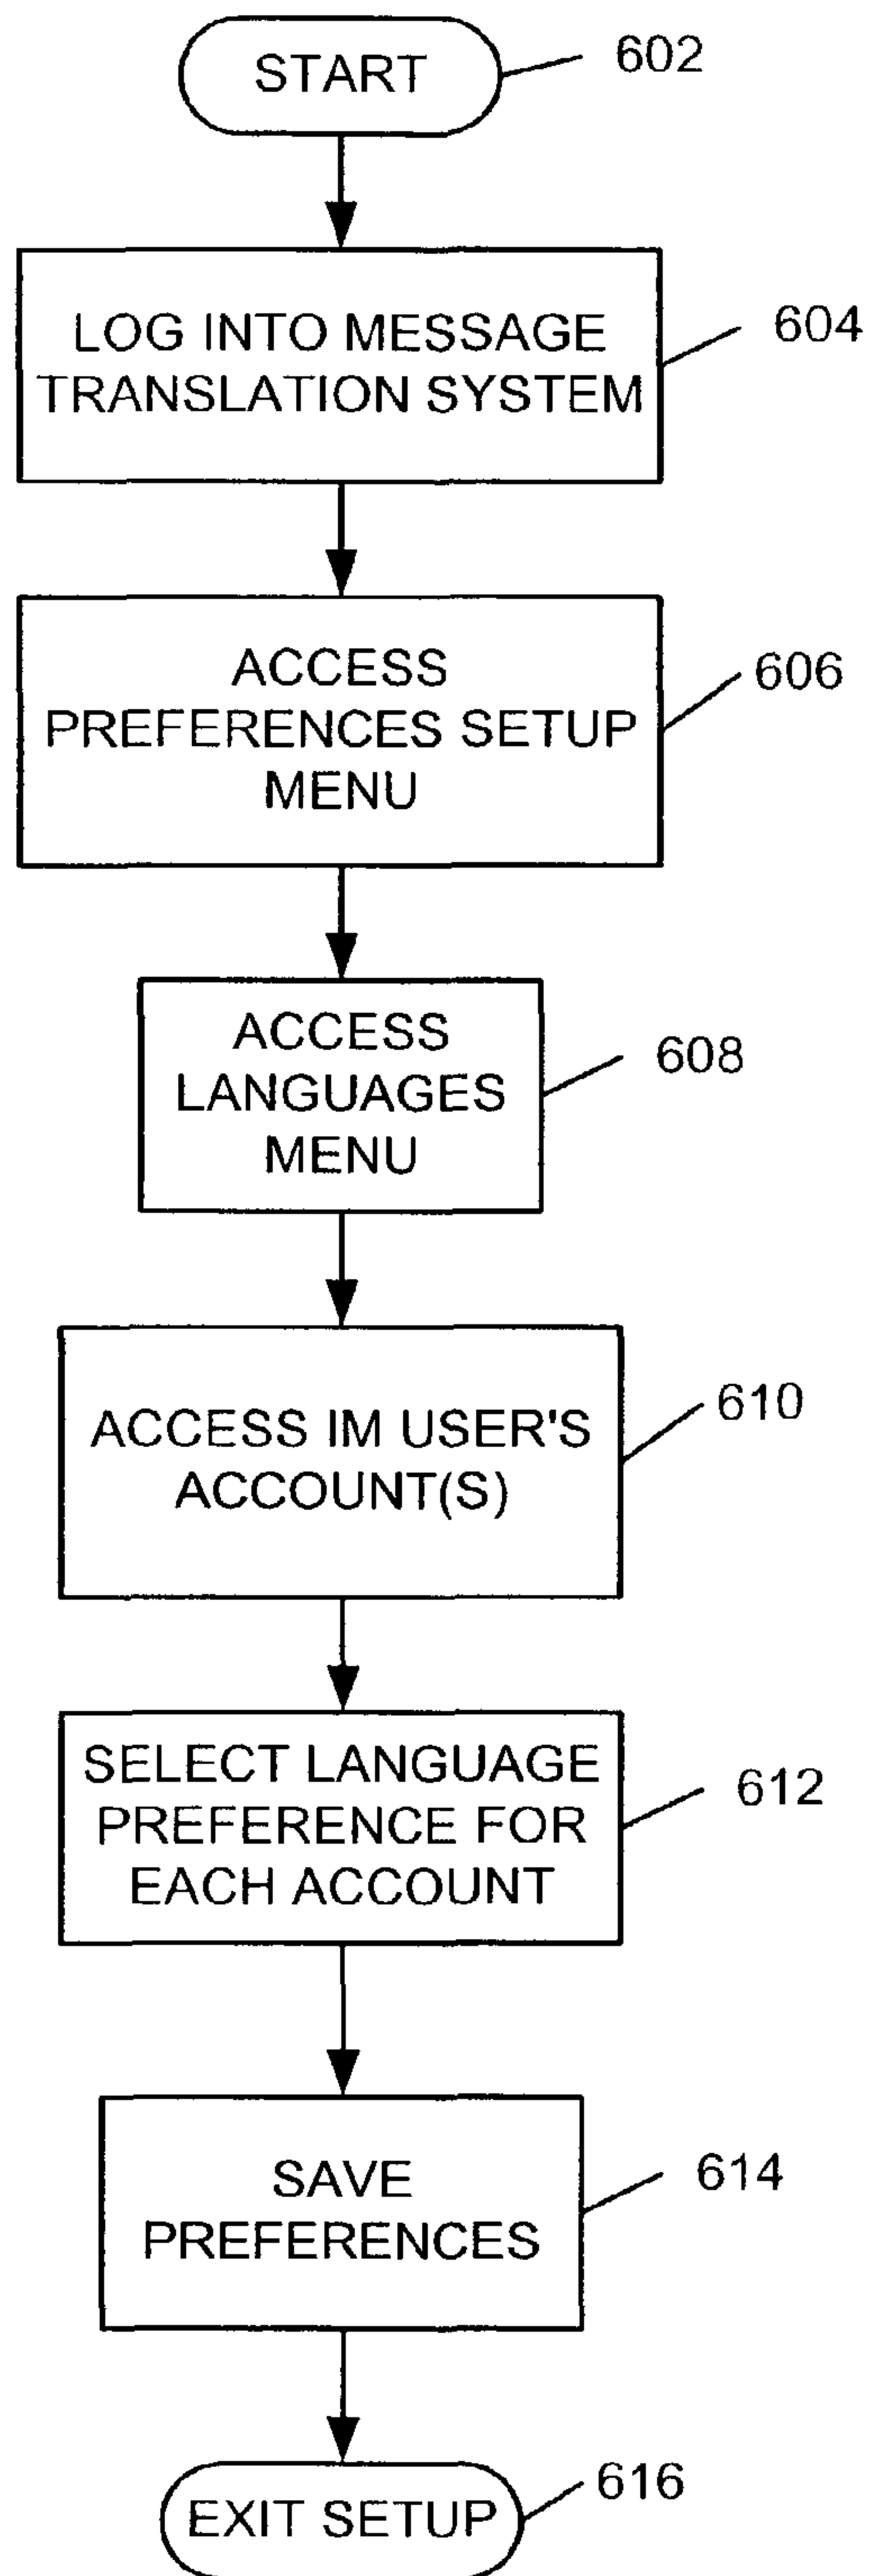 START
602
LOG INTO MESSAGE
TRANSLATION SYSTEM
604
ACCESS
PREFERENCES SETUP
MENU
606
ACCESS
LANGUAGES
MENU
608
ACCESS IM USER'S
ACCOUNT(S)
610
SELECT LANGUAGE
PREFERENCE FOR
EACH ACCOUNT
612
SAVE
PREFERENCES
614
EXIT SETUP
616